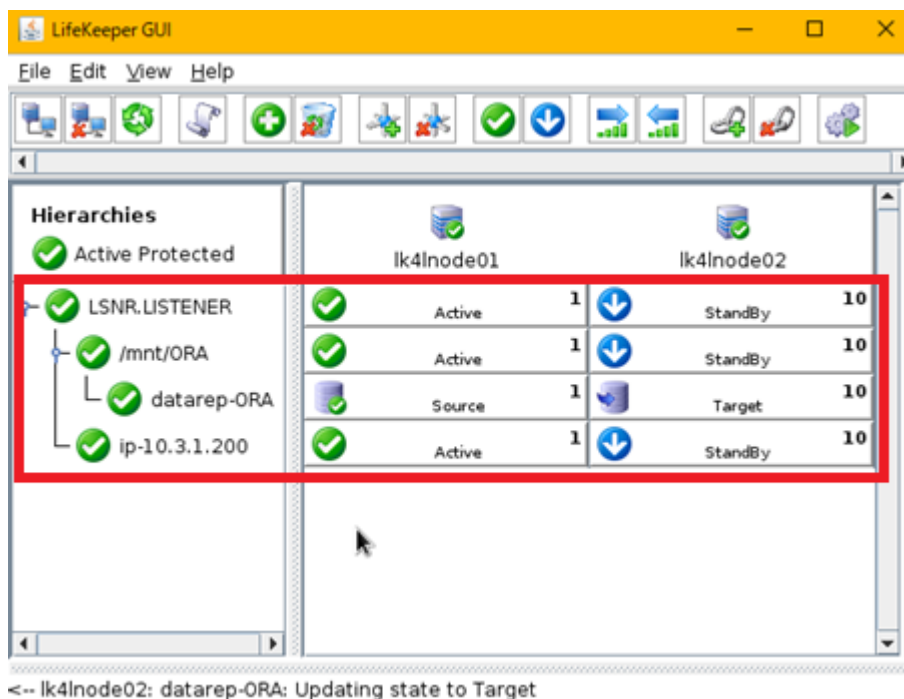 LifeKeeper GUI
File Edit View Help
Hierarchies
Active Protected
lk4lnode01 lk4lnode02
LSNR.LISTENER Active 1 StandBy 10
/mnt/ORA Active 1 StandBy 10
datarep-ORA Source 1 Target 10
ip-10.3.1.200 Active 1 StandBy 10
<-- lk4lnode02: datarep-ORA: Updating state to Target